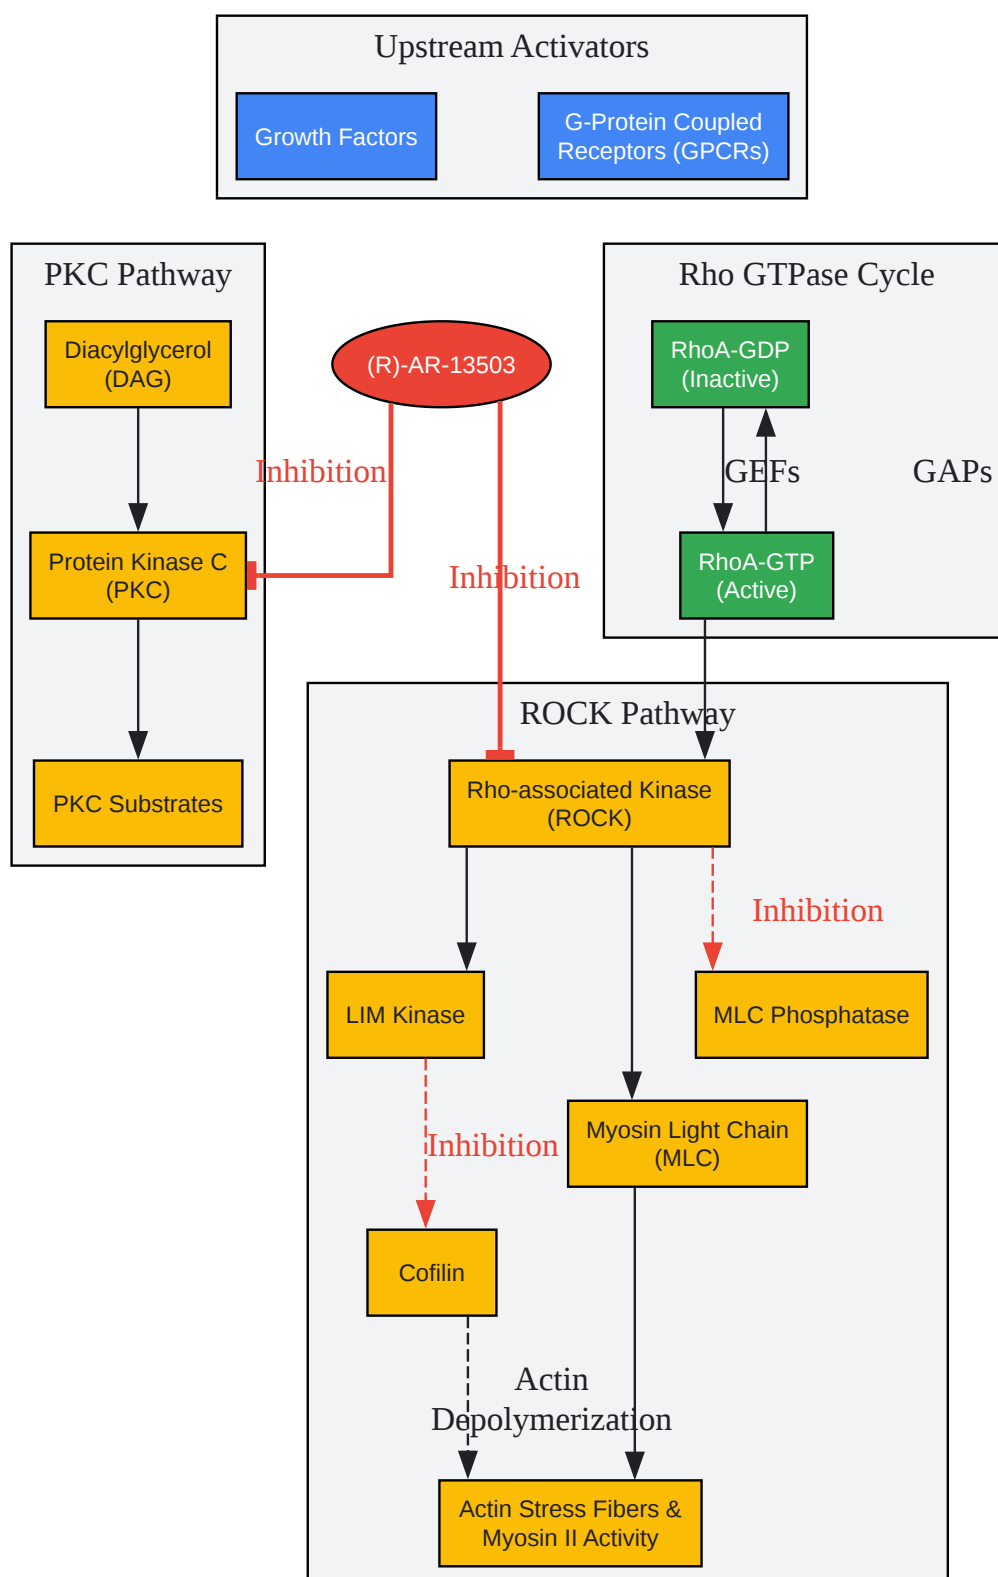 Upstream Activators
Growth Factors
G-Protein Coupled
Receptors (GPCRs)
PKC Pathway
Diacylglycerol
(DAG)
(R)-AR-13503
Rho GTPase Cycle
RhoA-GDP
(Inactive)
Inhibition
GEFs
GAPs
Protein Kinase C
(PKC)
Inhibition
RhoA-GTP
(Active)
ROCK Pathway
PKC Substrates
Rho-associated Kinase
(ROCK)
Inhibition
LIM Kinase
MLC Phosphatase
Inhibition
Myosin Light Chain
(MLC)
Cofilin
Actin
Depolymerization
Actin Stress Fibers &
Myosin II Activity